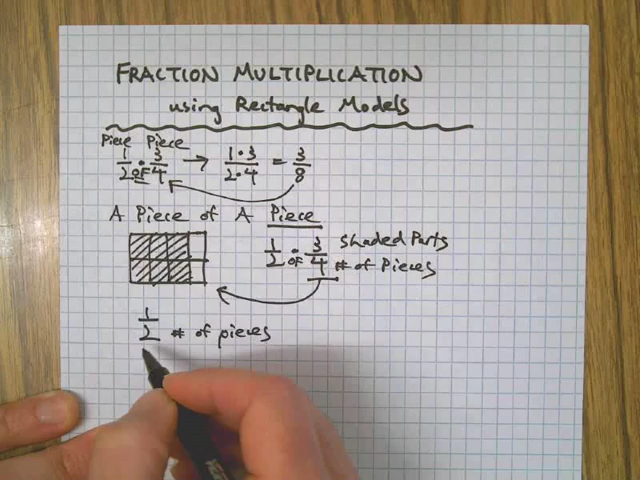 FRACTION MULTIPLICATION
using Rectangle Models
Piece Piece
1/2 of · 3/4 → 1·3/2·4 = 3/8
A Piece of A Piece
1/2 of · 3/4 Shaded Parts # of Pieces
1/2 # of pieces